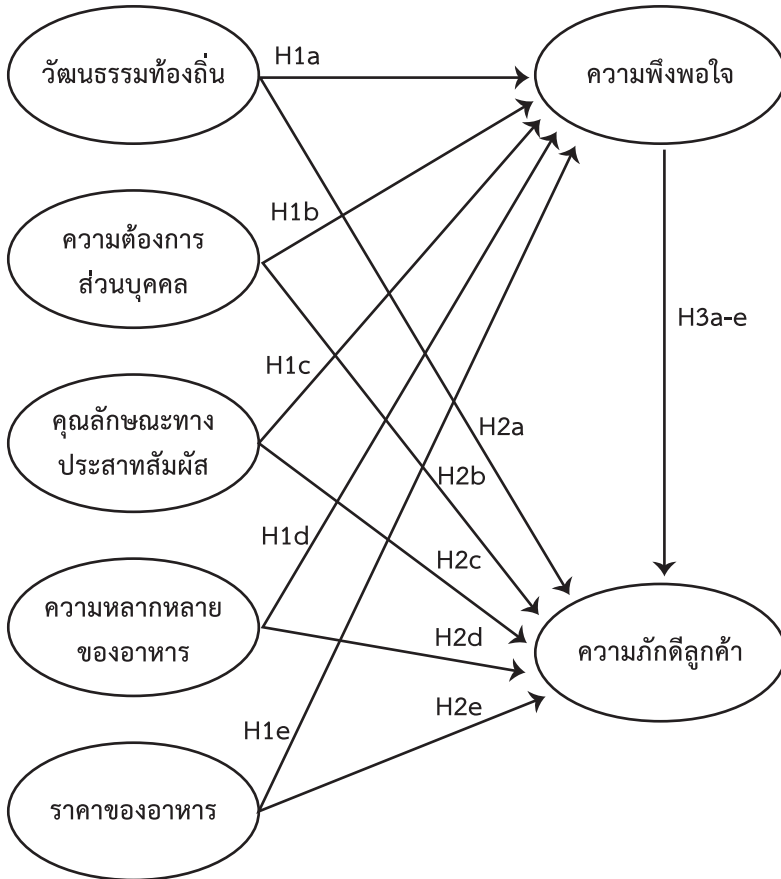 วัฒนธรรมท้องถิ่น
H1a
ความพึงพอใจ
H1b
ความต้องการ
ส่วนบุคคล
H3a-e
H1c
คุณลักษณะทาง
ประสาทสัมผัส
H2a
H2b
H1d
H2c
ความหลากหลาย
ของอาหาร
H2d
ความภักดีลูกค้า
H2e
H1e
ราคาของอาหาร